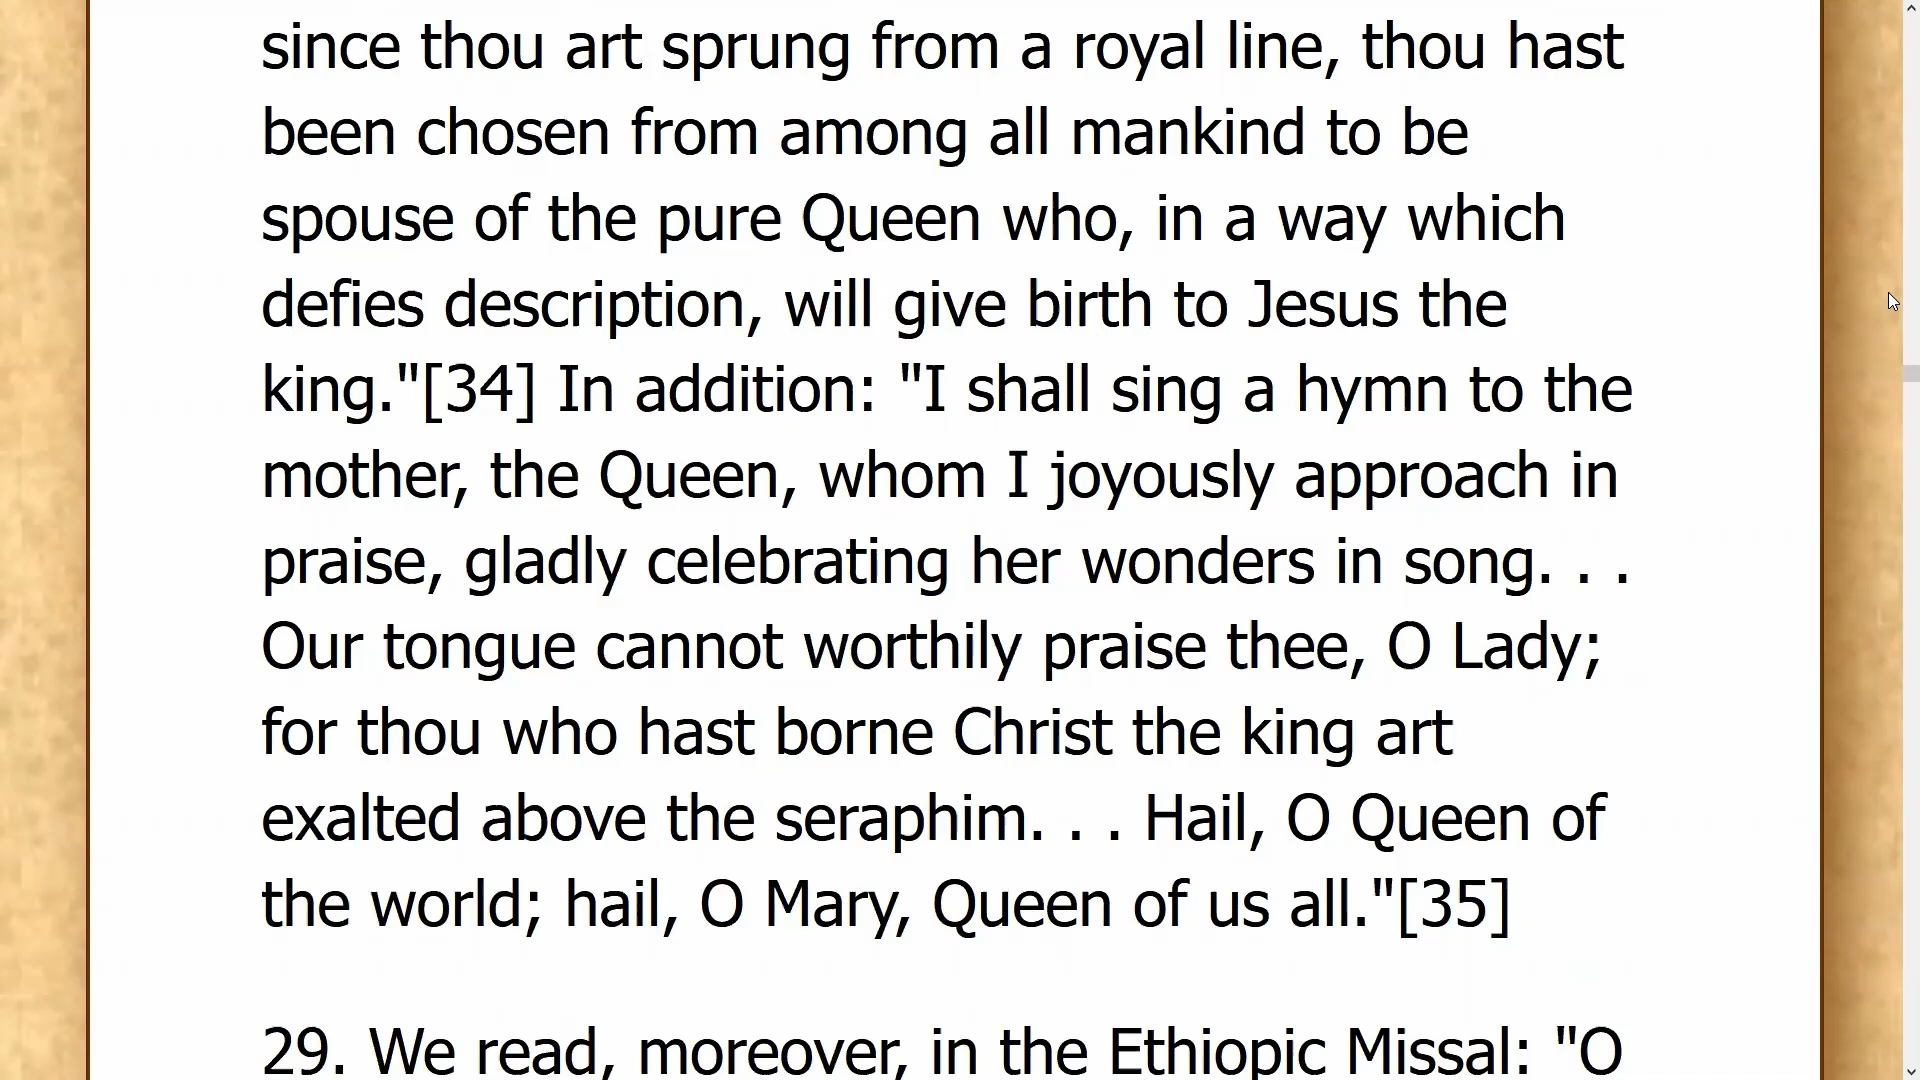 since thou art sprung from a royal line, thou hast
been chosen from among all mankind to be
spouse of the pure Queen who, in a way which
defies description, will give birth to Jesus the
king."[34] In addition: "I shall sing a hymn to the
mother, the Queen, whom I joyously approach in
praise, gladly celebrating her wonders in song. . .
Our tongue cannot worthily praise thee, O Lady;
for thou who hast borne Christ the king art
exalted above the seraphim. . . Hail, O Queen of
the world; hail, O Mary, Queen of us all."[35]
29. We read, moreover, in the Ethiopic Missal: "O